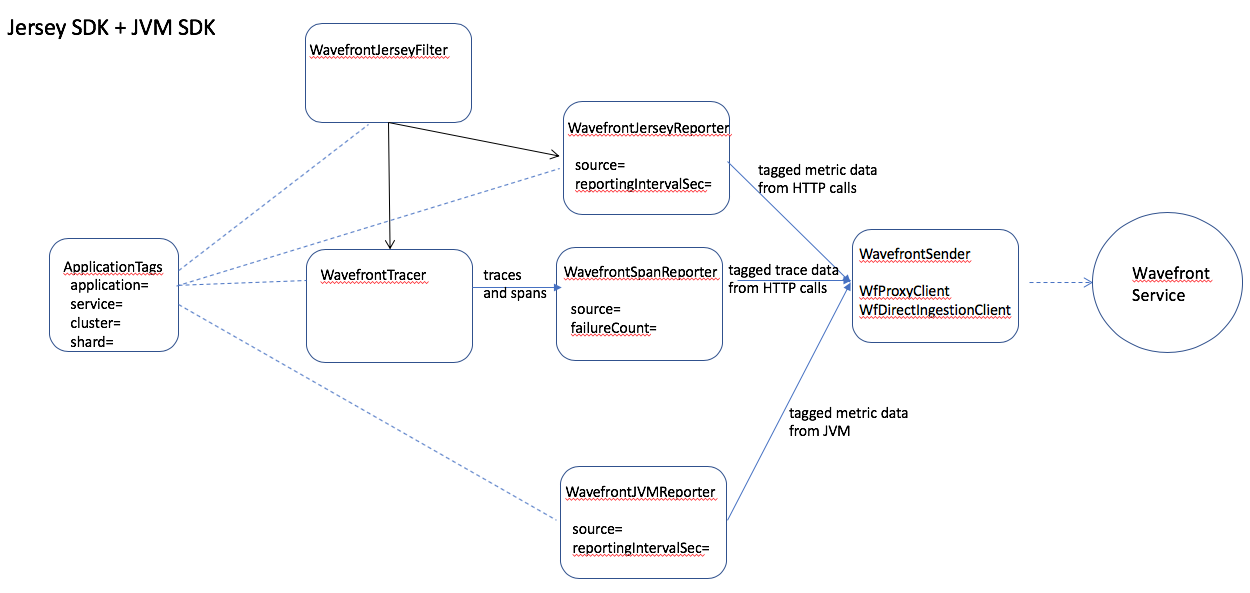 Jersey SDK + JVM SDK
WavefrontJerseyFilter
WavefrontJerseyReporter
source=
reportingIntervalSec=
tagged metric data
from HTTP calls
ApplicationTags
application=
service=
cluster=
shard=
WavefrontTracer
traces
and spans
WavefrontSpanReporter
source=
failureCount=
tagged trace data
from HTTP calls
WavefrontSender
WfProxyClient
WfDirectIngestionClient
Wavefront
Service
tagged metric data
from JVM
WavefrontJVMReporter
source=
reportingIntervalSec=